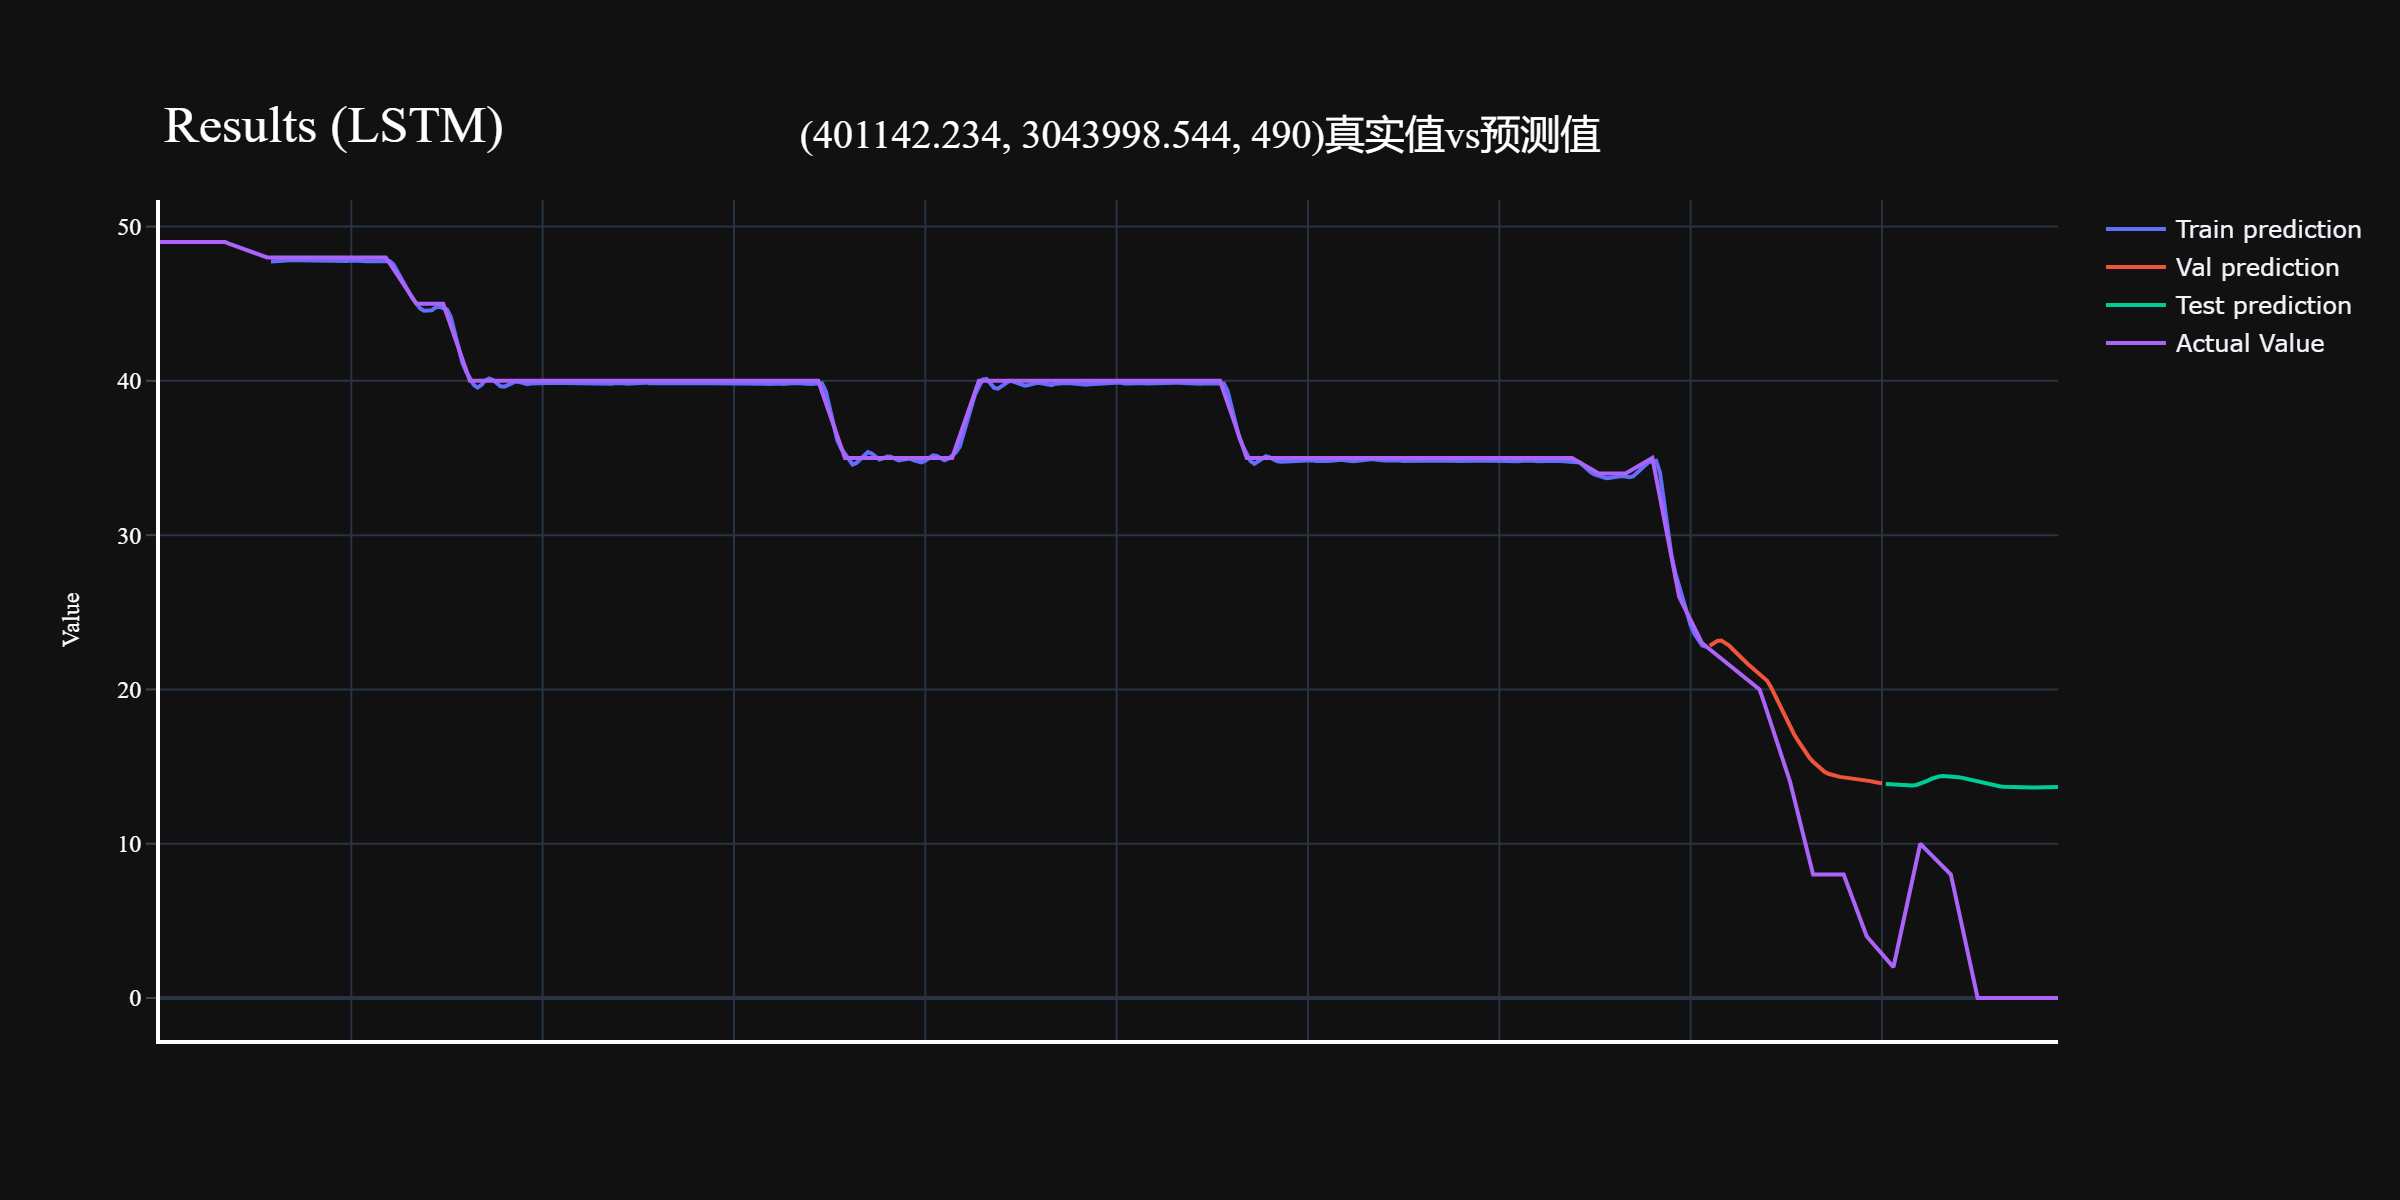 Results (LSTM)
(401142.234, 3043998.544, 490)真实值vs预测值
50
40
30
20
10
0
Value
Train prediction
Val prediction
Test prediction
Actual Value